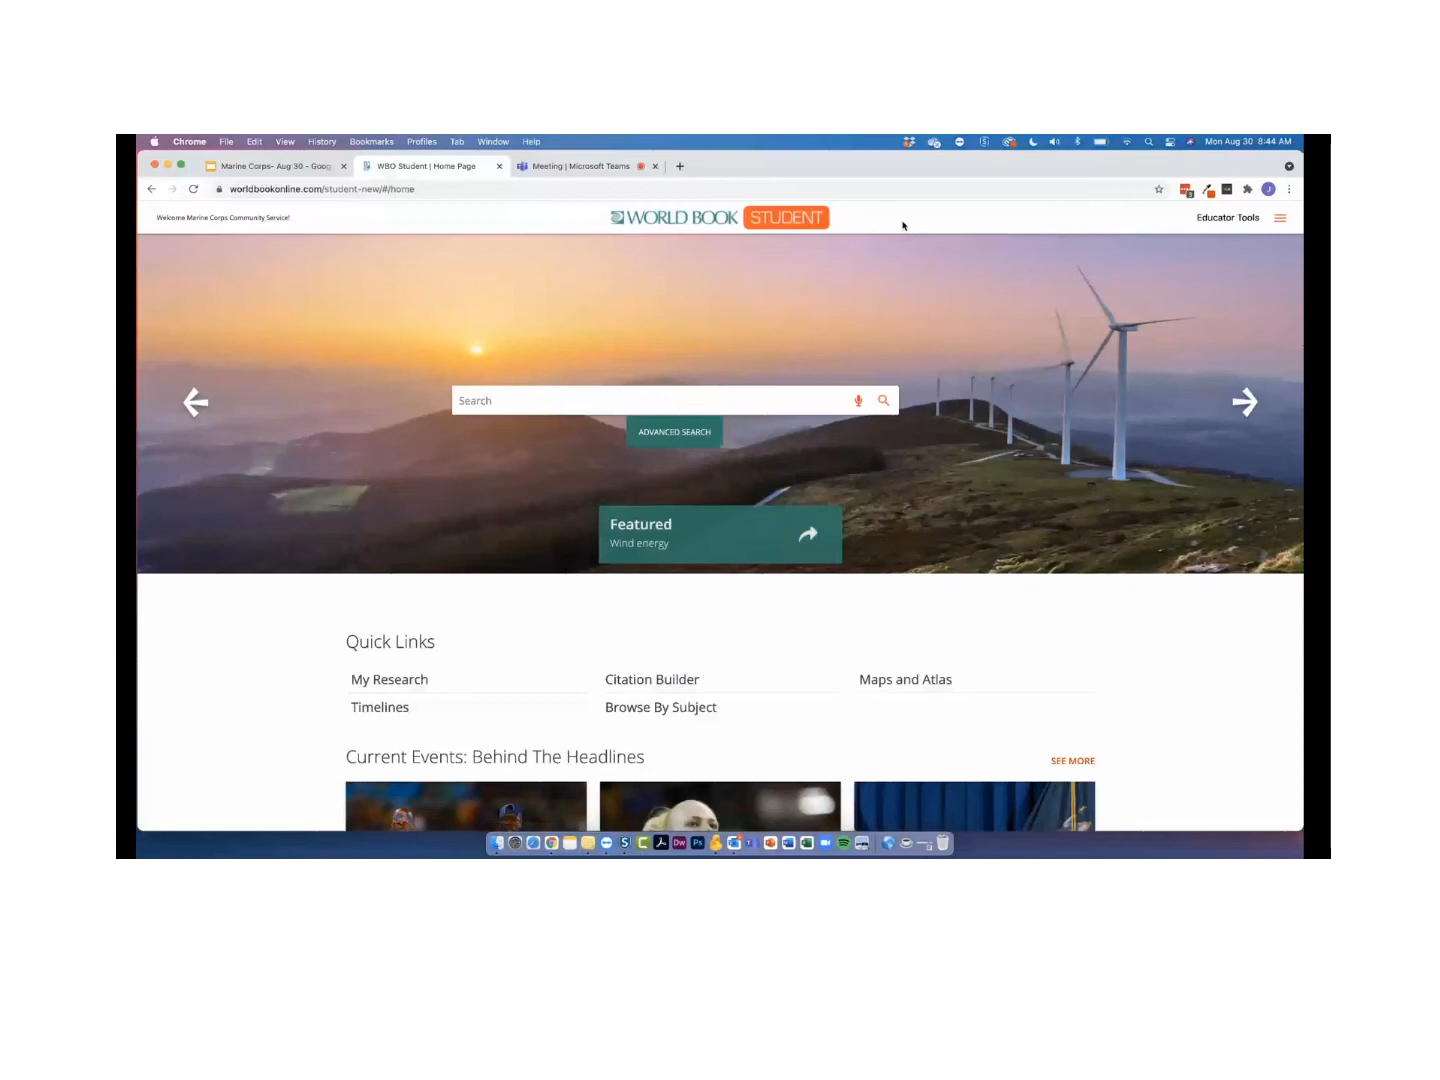 Chrome File Edit View History Bookmarks Profiles Tab Window Help Mon Aug 30 8:44 AM
Marine Corps- Aug 30 - Goog WBO Student | Home Page Meeting | Microsoft Teams
worldbookonline.com/student-new/#/home
Welcome Marine Corps Community Service! WORLD BOOK STUDENT Educator Tools
Search
ADVANCED SEARCH
Featured
Wind energy
Quick Links
My Research Citation Builder Maps and Atlas
Timelines Browse By Subject
Current Events: Behind The Headlines SEE MORE